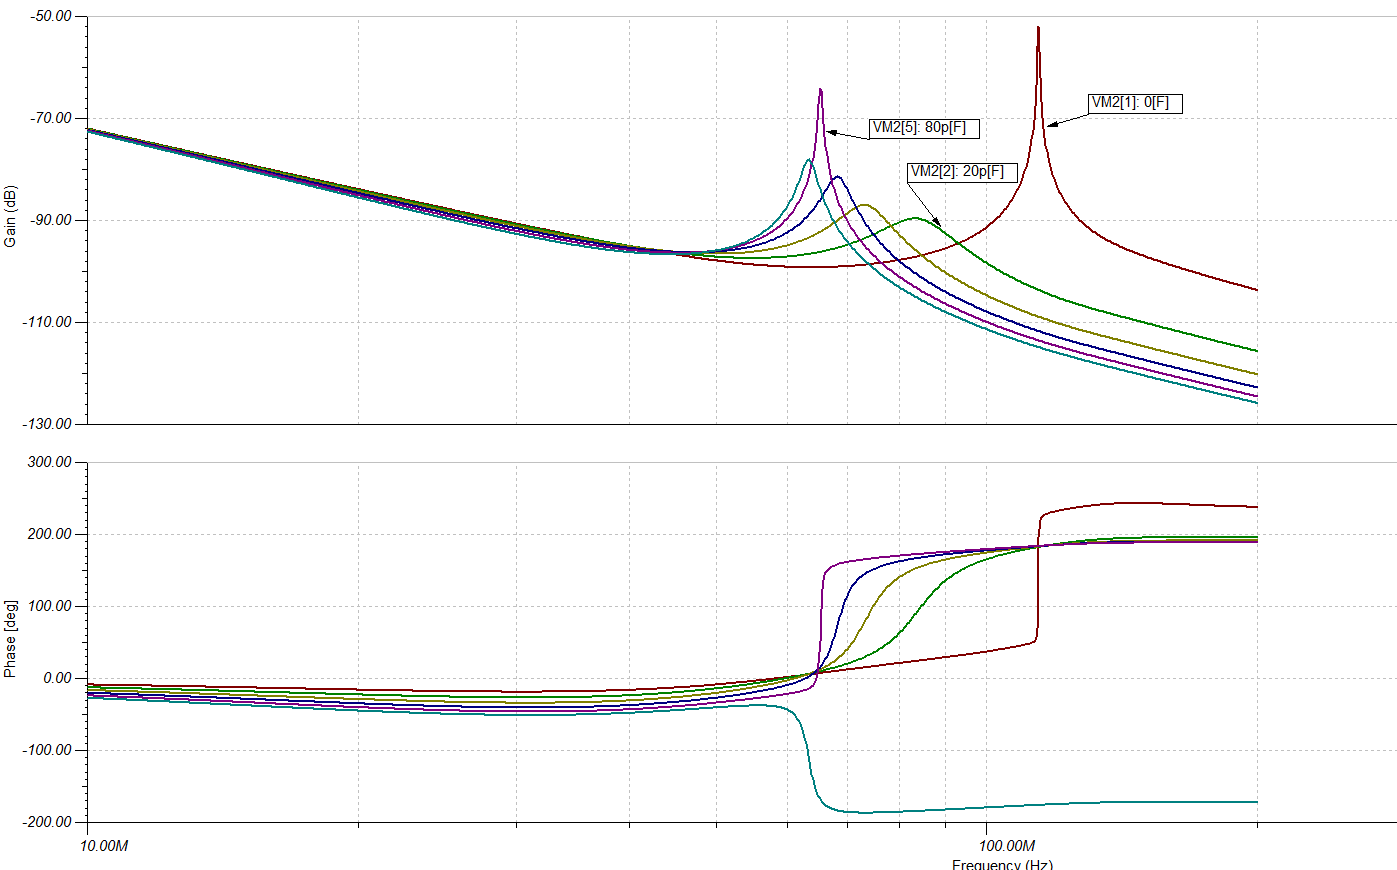 -50.00
-70.00
-90.00
-110.00
-130.00
Gain (dB)
VM2[5]: 80p[F]
VM2[1]: 0[F]
VM2[2]: 20p[F]
300.00
200.00
100.00
0.00
-100.00
-200.00
Phase [deg]
10.00M
100.00M
Frequency (Hz)